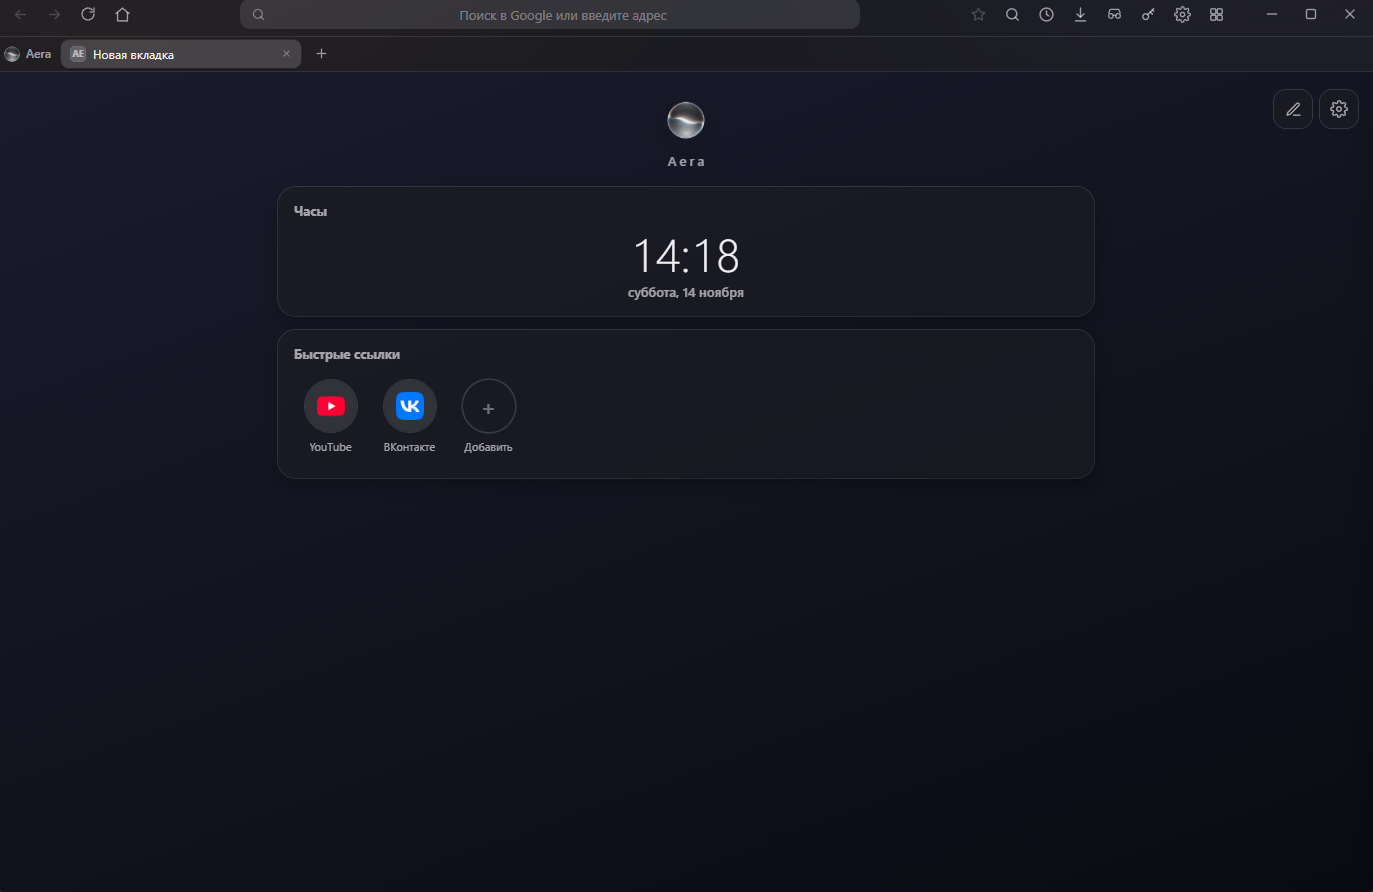 Поиск в Google или введите адрес
Aera
AE Новая вкладка
Aera
Часы
14:18
суббота, 14 ноября
Быстрые ссылки
YouTube
ВКонтакте
Добавить